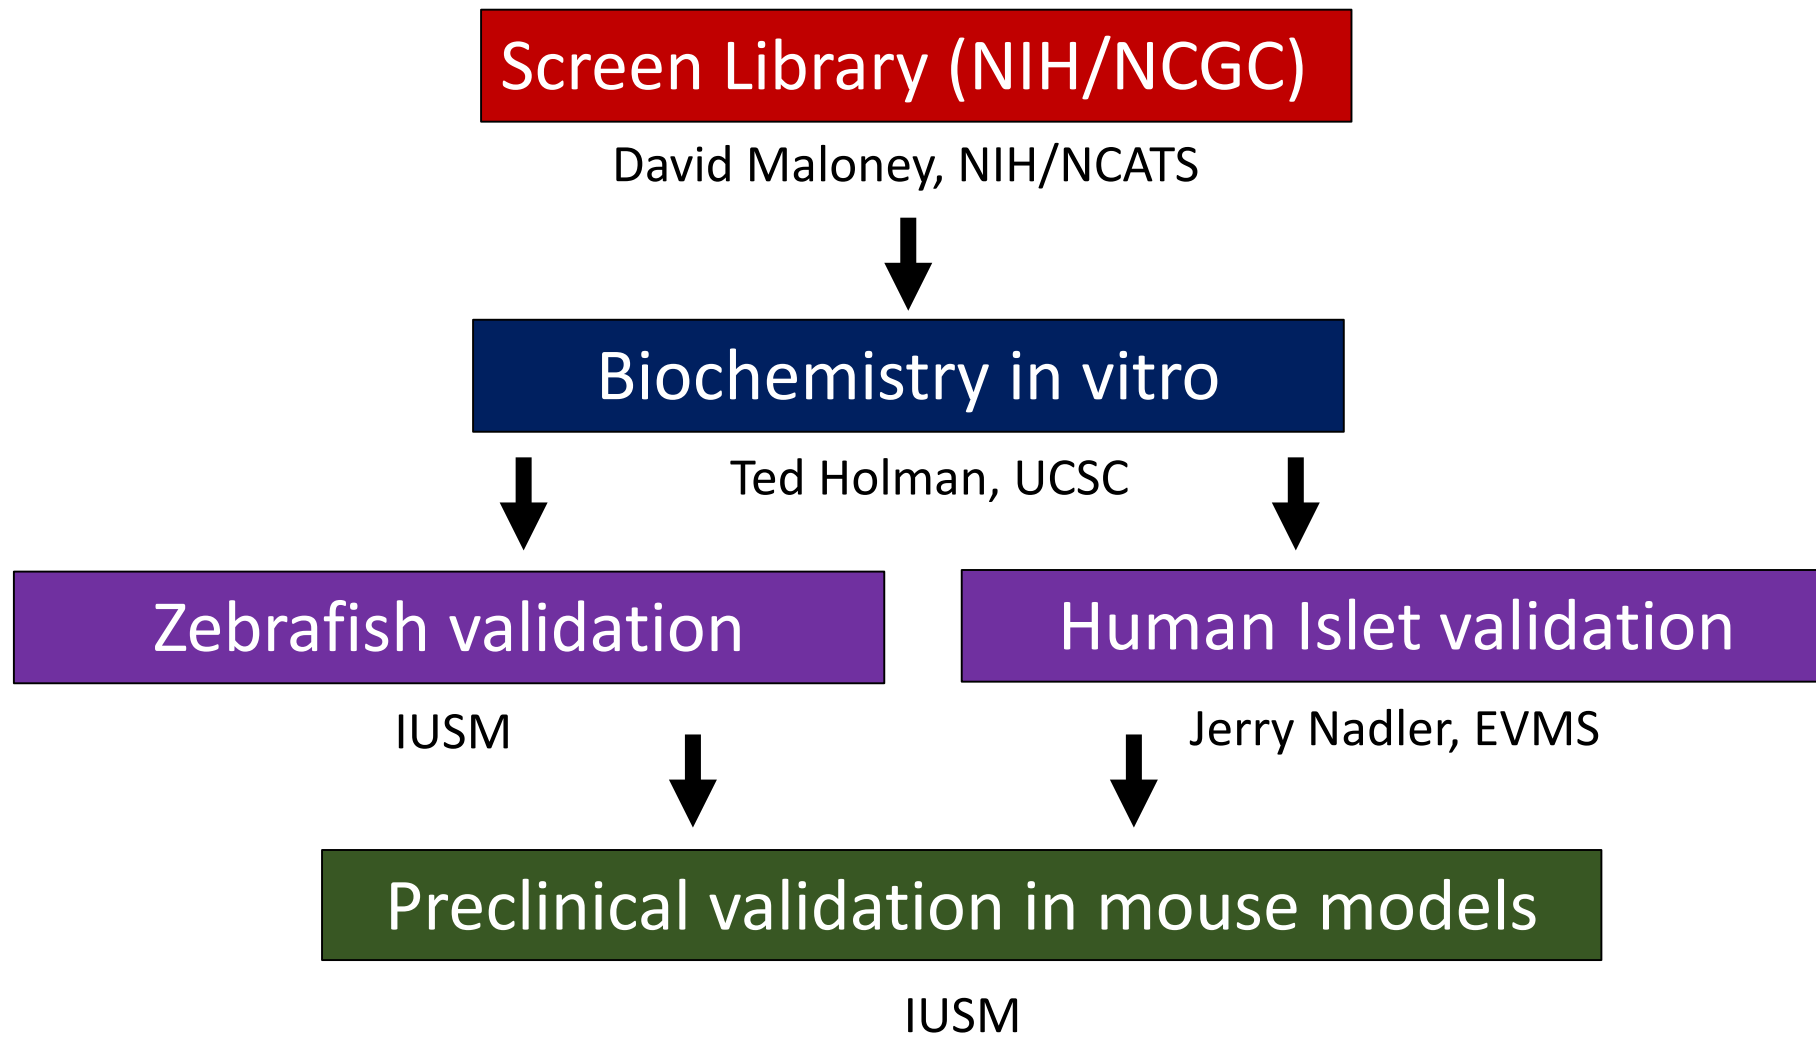 Screen Library (NIH/NCGC)
David Maloney, NIH/NCATS
Biochemistry in vitro
Ted Holman, UCSC
Zebrafish validation
Human Islet validation
IUSM
Jerry Nadler, EVMS
Preclinical validation in mouse models
IUSM